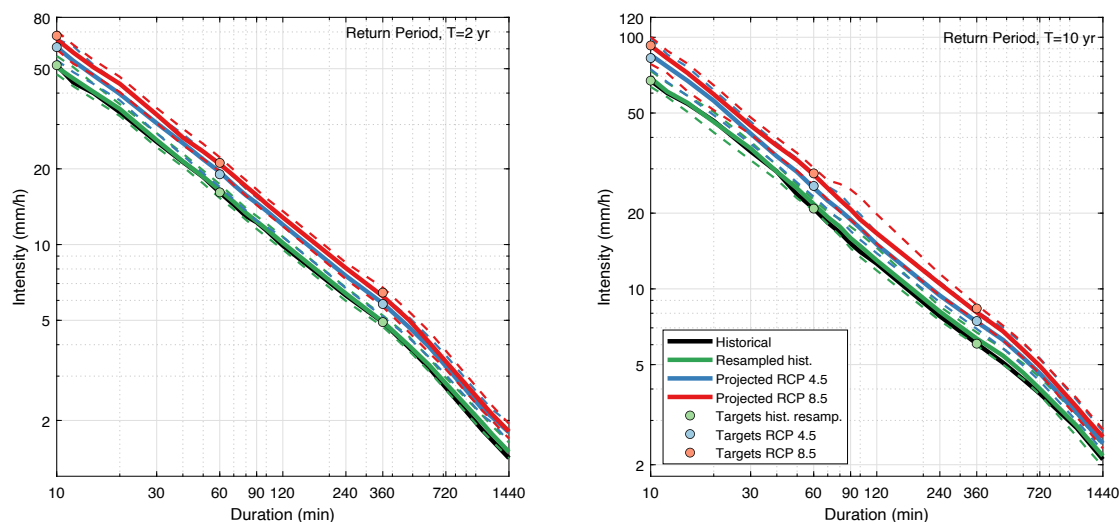 Return Period, T=2 yr
80
50
20
10
5
2
Intensity (mm/h)
10 30 60 90 120 240 360 720 1440
Duration (min)
Return Period, T=10 yr
120
100
50
20
10
5
2
Intensity (mm/h)
Historical
Resampled hist.
Projected RCP 4.5
Projected RCP 8.5
Targets hist. resamp.
Targets RCP 4.5
Targets RCP 8.5
10 30 60 90 120 240 360 720 1440
Duration (min)